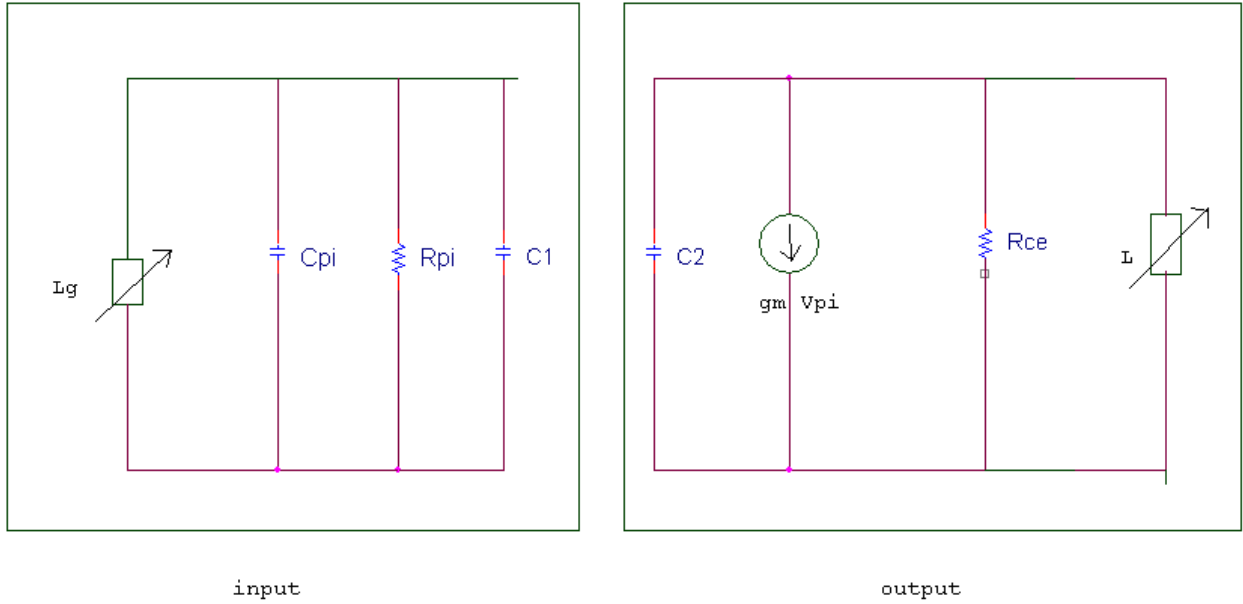 Lg
Cpi
Rpi
C1
C2
gm Vpi
Rce
L
input
output